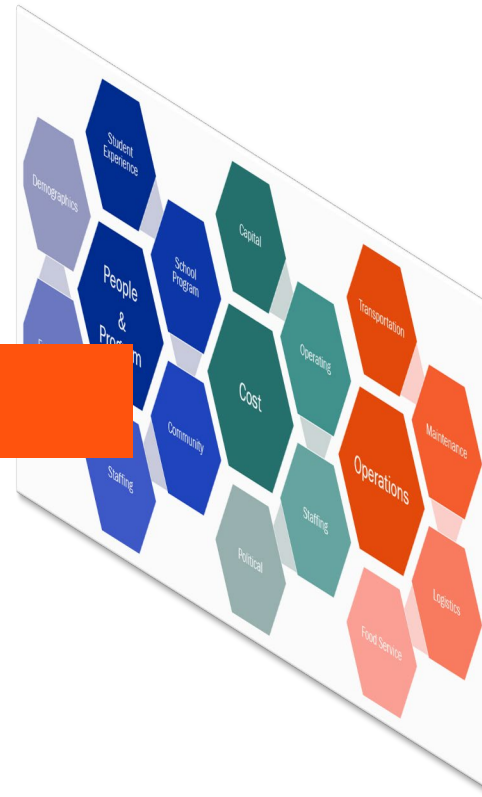 Student
Experience
Demographics
School
Program
People
&
Community
Staffing
Capital
Operating
Cost
Staffing
Political
Transportation
Maintenance
Operations
Logistics
Food Service